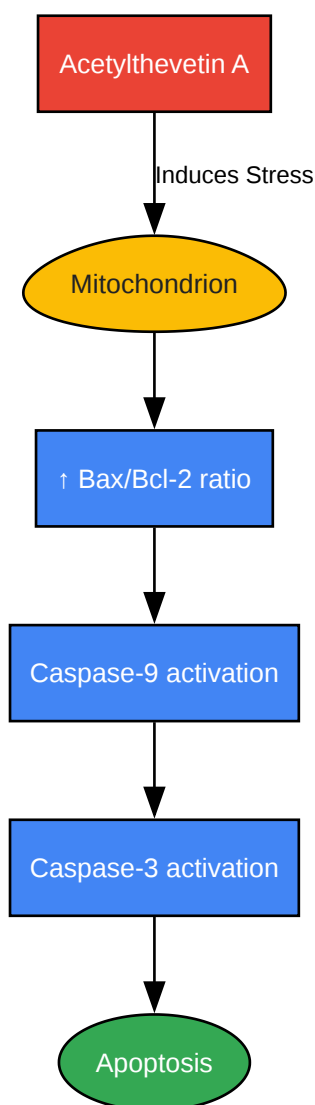 Acetylthevetin A
Induces Stress
Mitochondrion
↑ Bax/Bcl-2 ratio
Caspase-9 activation
Caspase-3 activation
Apoptosis